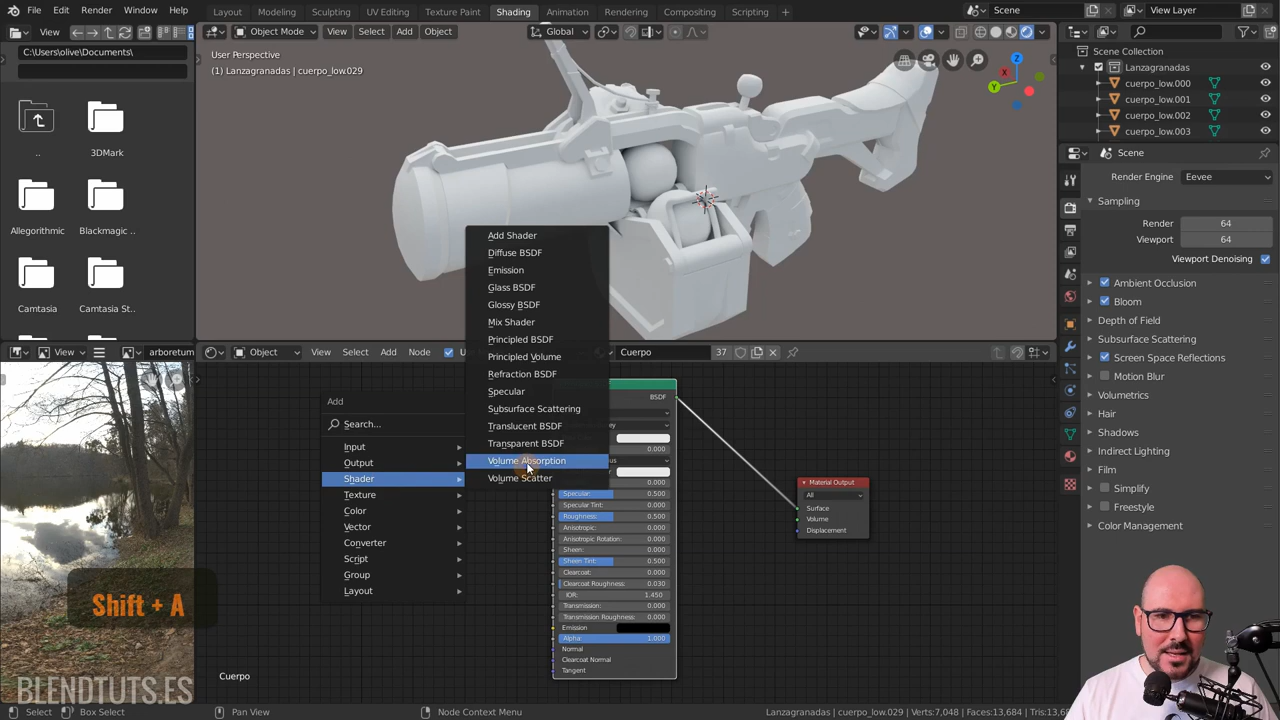 File Edit Render Window Help
Layout Modeling Sculpting UV Editing Texture Paint Shading Animation Rendering Compositing Scripting +
Scene
View Layer
View
Object Mode View Select Add Object
Global
C:\Users\olive\Documents\
..
3DMark
Allegorithmic
Blackmagic ..
Camtasia
Camtasia St..
User Perspective
(1) Lanzagranadas | cuerpo_low.029
Z
X
Y
Scene Collection
Lanzagranadas
cuerpo_low.000
cuerpo_low.001
cuerpo_low.002
cuerpo_low.003
Scene
Render Engine Eevee
Sampling
Render 64
Viewport 64
Viewport Denoising
Ambient Occlusion
Bloom
Depth of Field
Subsurface Scattering
Screen Space Reflections
Motion Blur
Volumetrics
Hair
Shadows
Indirect Lighting
Film
Simplify
Freestyle
Color Management
View
arboretum
Object View Select Add Node
Cuerpo 37
Add
Search...
Input
Output
Shader
Texture
Color
Vector
Converter
Script
Group
Layout
Add Shader
Diffuse BSDF
Emission
Glass BSDF
Glossy BSDF
Mix Shader
Principled BSDF
Principled Volume
Refraction BSDF
Specular
Subsurface Scattering
Translucent BSDF
Transparent BSDF
Volume Absorption
Volume Scatter
BSDF
0.000
0.000
Specular: 0.500
Specular Tint: 0.000
Roughness: 0.500
Anisotropic: 0.000
Anisotropic Rotation: 0.000
Sheen: 0.000
Sheen Tint: 0.500
Clearcoat: 0.000
Clearcoat Roughness: 0.030
IOR: 1.450
Transmission: 0.000
Transmission Roughness: 0.000
Emission
Alpha: 1.000
Normal
Clearcoat Normal
Tangent
Material Output
All
Surface
Volume
Displacement
Shift + A
Cuerpo
BLENDTUTS.ES
Select Box Select Pan View Node Context Menu
Lanzagranadas | cuerpo_low.029 | Verts:7,048 | Faces:13,684